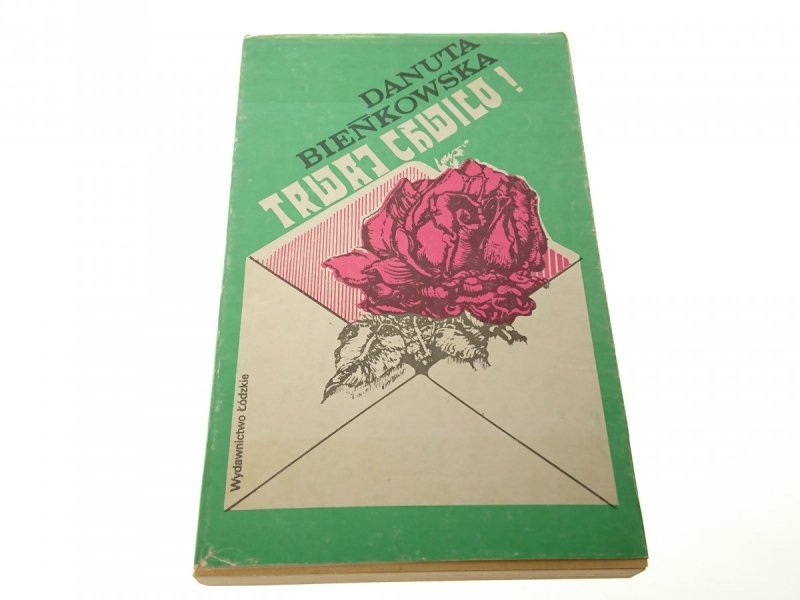 DANUTA
BIEŃKOWSKA
TRWAJ CHWILO!
Wydawnictwo Łódzkie